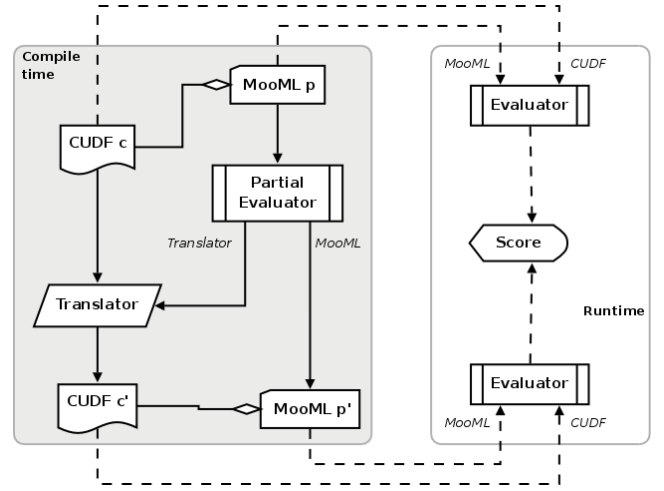 Compile
time
MooML p
CUDF c
Partial
Evaluator
Translator
MooML
Translator
CUDF c'
MooML p'
MooML
CUDF
Evaluator
Score
Runtime
Evaluator
MooML
CUDF